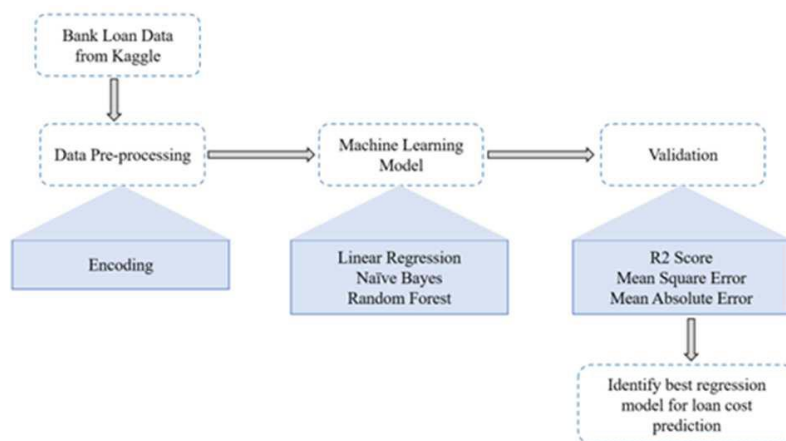 Bank Loan Data
from Kaggle
Data Pre-processing
Machine Learning
Model
Validation
Encoding
Linear Regression
Naïve Bayes
Random Forest
R2 Score
Mean Square Error
Mean Absolute Error
Identify best regression
model for loan cost
prediction